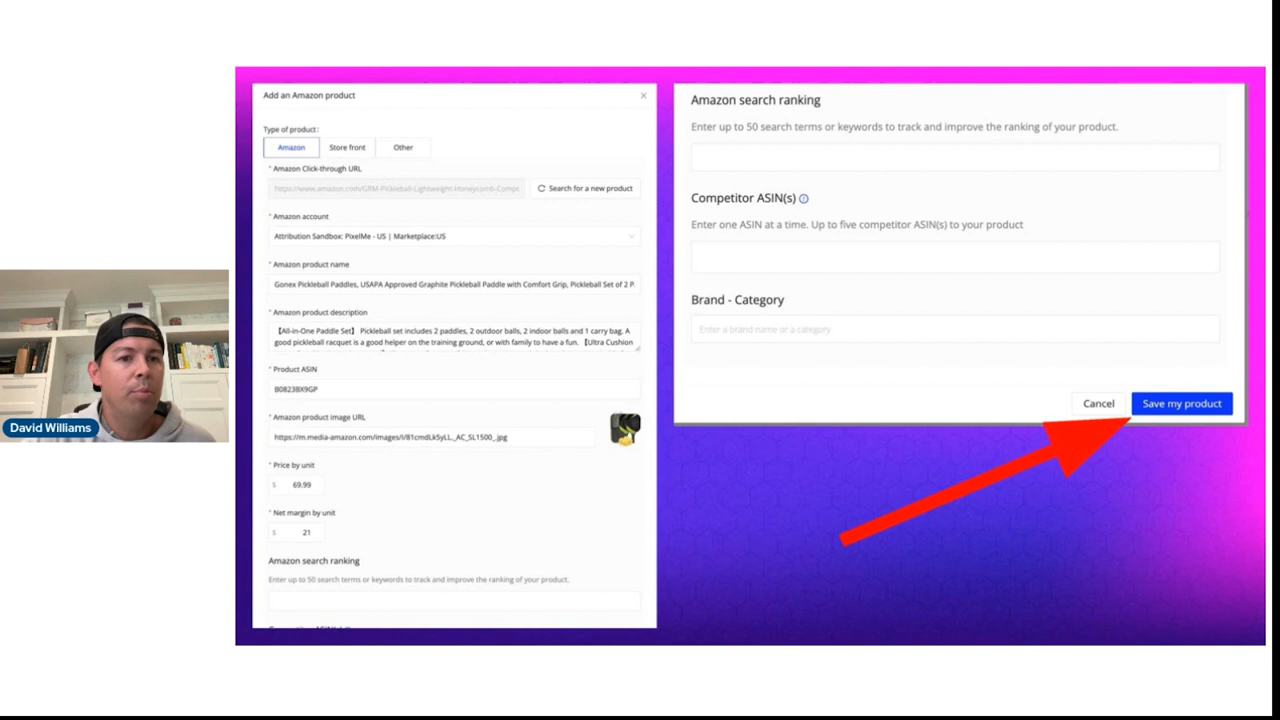 Add an Amazon product
Type of product:
Amazon
Store front
Other
* Amazon Click-through URL
https://www.amazon.com/GRM-Pickleball-Lightweight-Honeycomb-Compo
Search for a new product
* Amazon account
Attribution Sandbox: PixelMe - US | Marketplace:US
* Amazon product name
Gonex Pickleball Paddles, USAPA Approved Graphite Pickleball Paddle with Comfort Grip, Pickleball Set of 2 P
* Amazon product description
【All-in-One Paddle Set】 Pickleball set includes 2 paddles, 2 outdoor balls, 2 indoor balls and 1 carry bag. A
good pickleball racquet is a good helper on the training ground, or with family to have a fun. 【Ultra Cushion
* Product ASIN
B0823BX9GP
* Amazon product image URL
https://m.media-amazon.com/images/I/81cmdLk5yLL._AC_SL1500_.jpg
* Price by unit
$ 69.99
* Net margin by unit
$ 21
Amazon search ranking
Enter up to 50 search terms or keywords to track and improve the ranking of your product.
Amazon search ranking
Enter up to 50 search terms or keywords to track and improve the ranking of your product.
Competitor ASIN(s)
Enter one ASIN at a time. Up to five competitor ASIN(s) to your product
Brand - Category
Enter a brand name or a category
Cancel
Save my product
David Williams